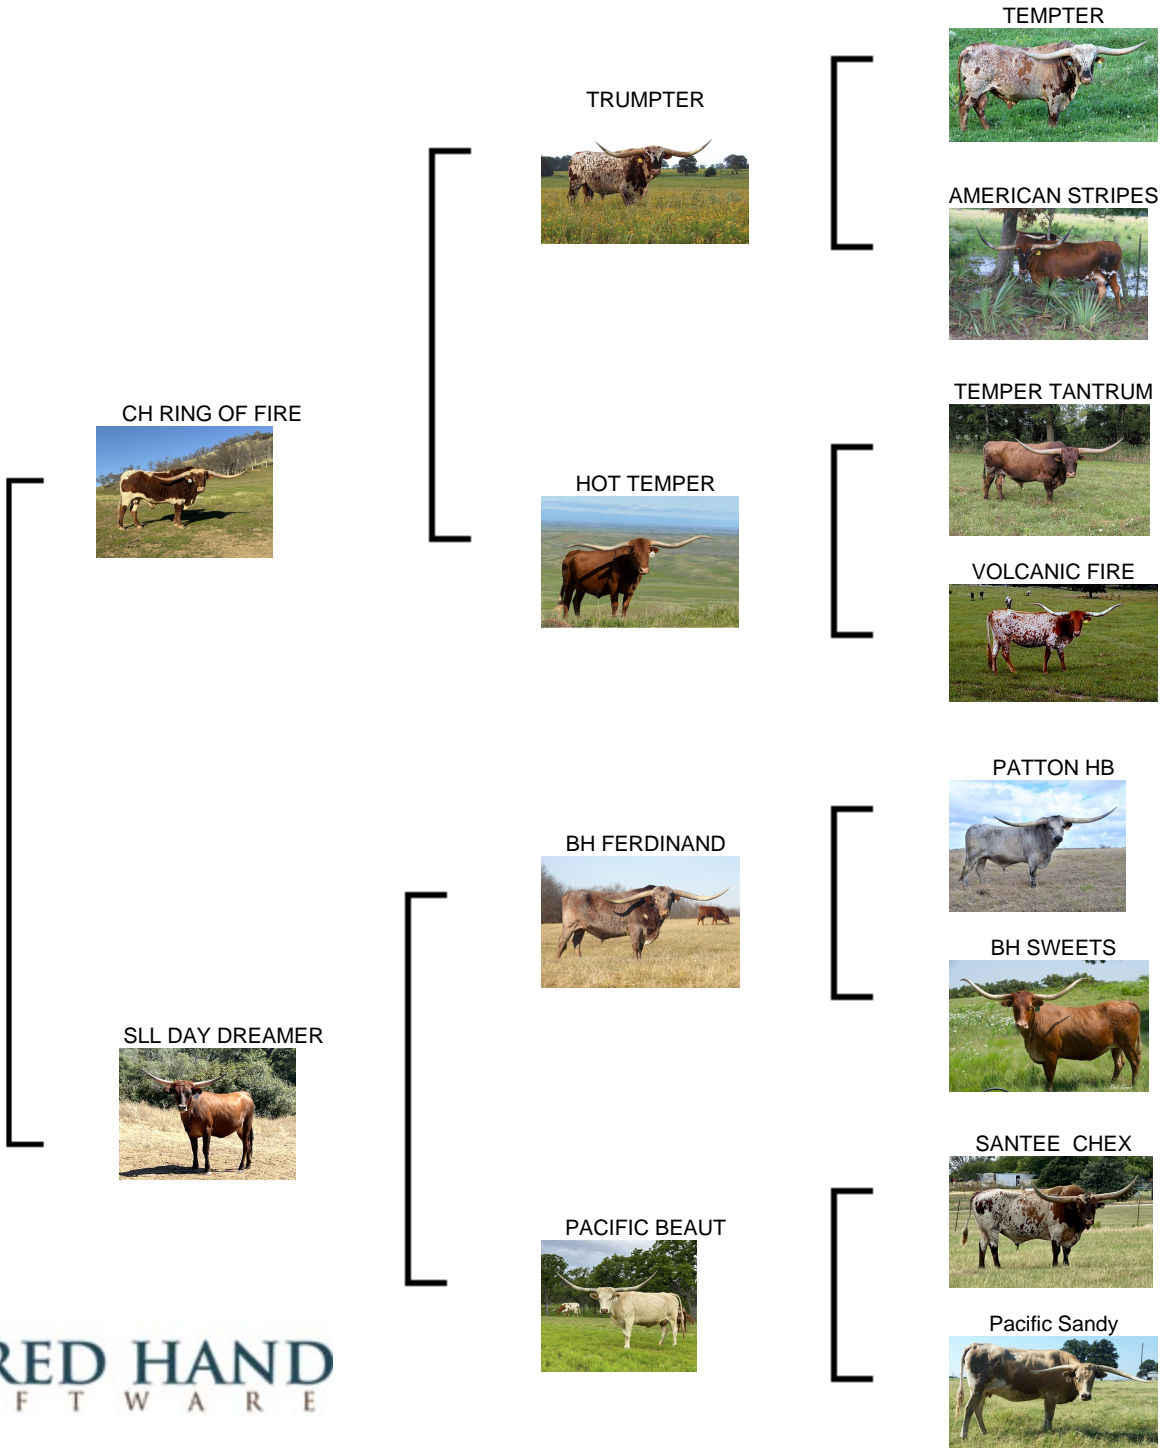 TEMPTER
TRUMPTER
AMERICAN STRIPES
TEMPER TANTRUM
CH RING OF FIRE
HOT TEMPER
VOLCANIC FIRE
PATTON HB
BH FERDINAND
BH SWEETS
SLL DAY DREAMER
SANTEE  CHEX
PACIFIC BEAUT
Pacific Sandy
RED HAND
F T W A R E